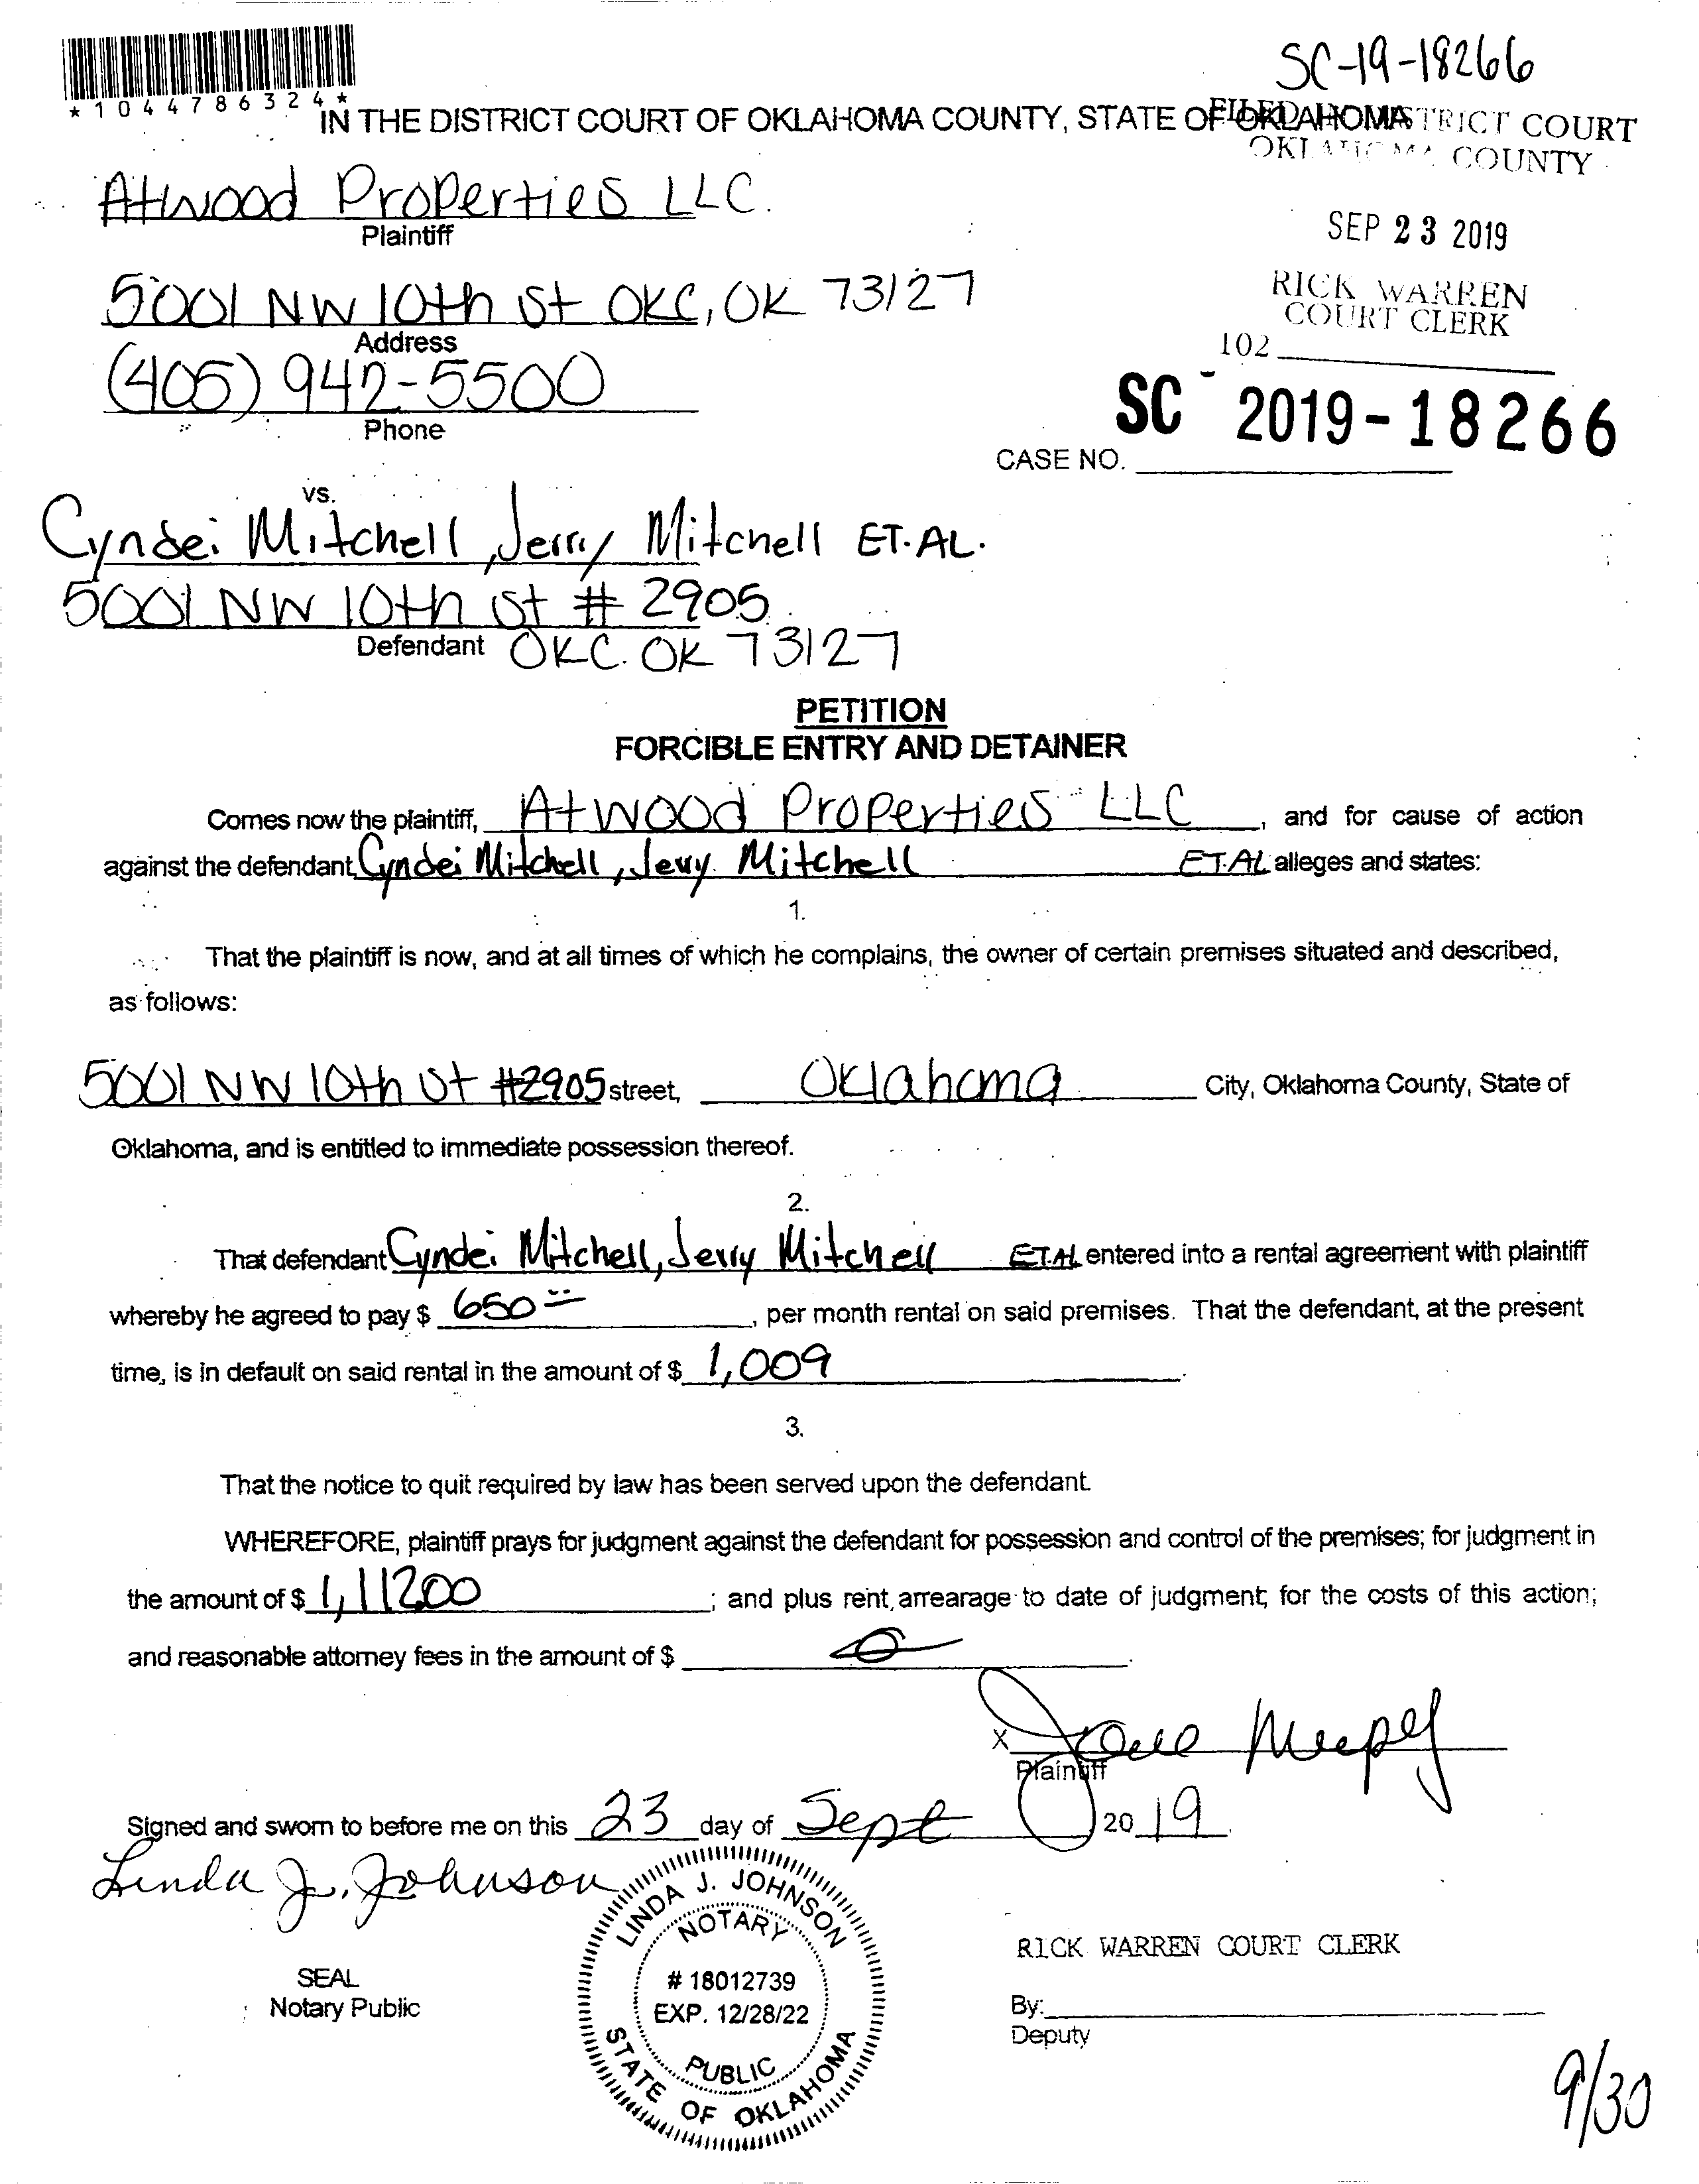 SC-19-18266
*1044786324*
IN THE DISTRICT COURT OF OKLAHOMA COUNTY, STATE OF OKLAHOMA
FILED DISTRICT COURT
OKLAHOMA COUNTY
Atwood Properties LLC.
Plaintiff
SEP 23 2019
5001 NW 10th St OKC, OK 73127
RICK WARREN
COURT CLERK
Address
102
(405) 942-5500
Phone
SC 2019-18266
CASE NO.
vs.
Cyndei Mitchell, Jerry Mitchell ET.AL.
5001 NW 10th St # 2905
Defendant OKC. OK 73127
PETITION
FORCIBLE ENTRY AND DETAINER
Comes now the plaintiff, Atwood Properties LLC, and for cause of action
against the defendant Cyndei Mitchell, Jerry Mitchell ET.AL alleges and states:
1.
That the plaintiff is now, and at all times of which he complains, the owner of certain premises situated and described,
as follows:
5001 NW 10th St #2905 street, Oklahoma City, Oklahoma County, State of
Oklahoma, and is entitled to immediate possession thereof.
2.
That defendant Cyndei Mitchell, Jerry Mitchell ET.AL entered into a rental agreement with plaintiff
whereby he agreed to pay $ 650, per month rental on said premises. That the defendant, at the present
time, is in default on said rental in the amount of $ 1,009.
3.
That the notice to quit required by law has been served upon the defendant.
WHEREFORE, plaintiff prays for judgment against the defendant for possession and control of the premises; for judgment in
the amount of $ 1,11200; and plus rent arrearage to date of judgment; for the costs of this action;
and reasonable attorney fees in the amount of $
X
Plaintiff
Signed and sworn to before me on this 23 day of Sept 2019.
Linda J. Johnson
LINDA J. JOHNSON
NOTARY
# 18012739
EXP. 12/28/22
PUBLIC
STATE OF OKLAHOMA
SEAL
Notary Public
RICK WARREN COURT CLERK
By:
Deputy
9/30